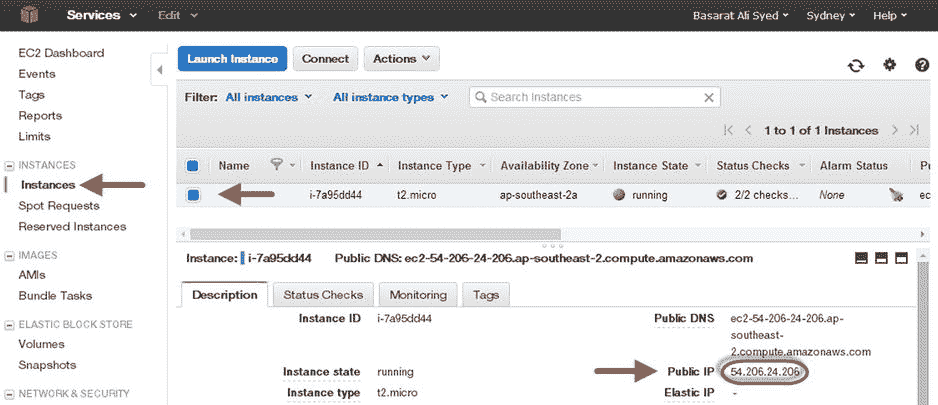 Services Edit Basarat Ali Syed Sydney Help
EC2 Dashboard
Events
Tags
Reports
Limits
INSTANCES
Instances
Spot Requests
Reserved Instances
IMAGES
AMIs
Bundle Tasks
ELASTIC BLOCK STORE
Volumes
Snapshots
NETWORK & SECURITY
Launch Instance Connect Actions
Filter: All instances All instance types Search Instances
1 to 1 of 1 Instances
Name Instance ID Instance Type Availability Zone Instance State Status Checks Alarm Status Pu
i-7a95dd44 t2.micro ap-southeast-2a running 2/2 checks... None ec
Instance: i-7a95dd44 Public DNS: ec2-54-206-24-206.ap-southeast-2.compute.amazonaws.com
Description Status Checks Monitoring Tags
Instance ID i-7a95dd44 Public DNS ec2-54-206-24-206.ap-
southeast-
2.compute.amazonaws.com
Instance state running Public IP 54.206.24.206
Instance type t2.micro Elastic IP -